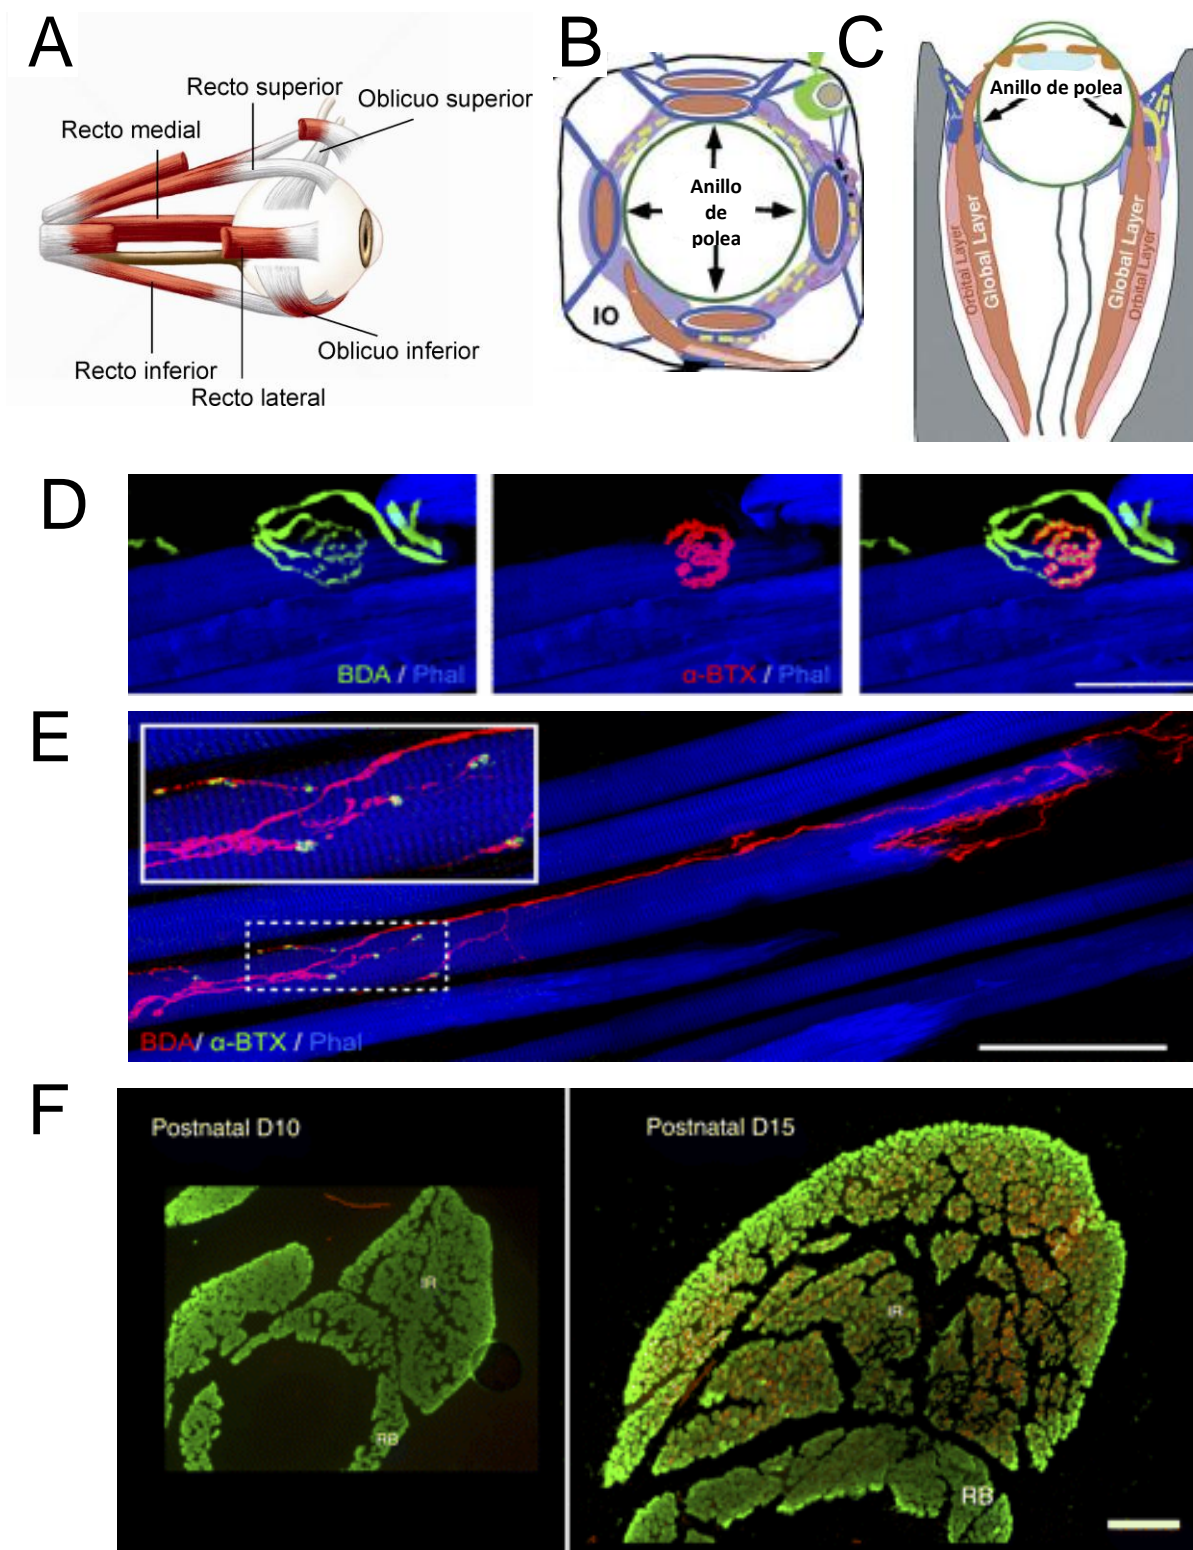 A
Recto superior
Oblicuo superior
Recto medial
Oblicuo inferior
Recto inferior
Recto lateral
B
Anillo
de
polea
IO
C
Anillo de polea
Orbital Layer
Global Layer
Global Layer
Orbital Layer
D
BDA / Phal
α-BTX / Phal
E
BDA/ α-BTX / Phal
F
Postnatal D10
IR
RB
Postnatal D15
IR
RB